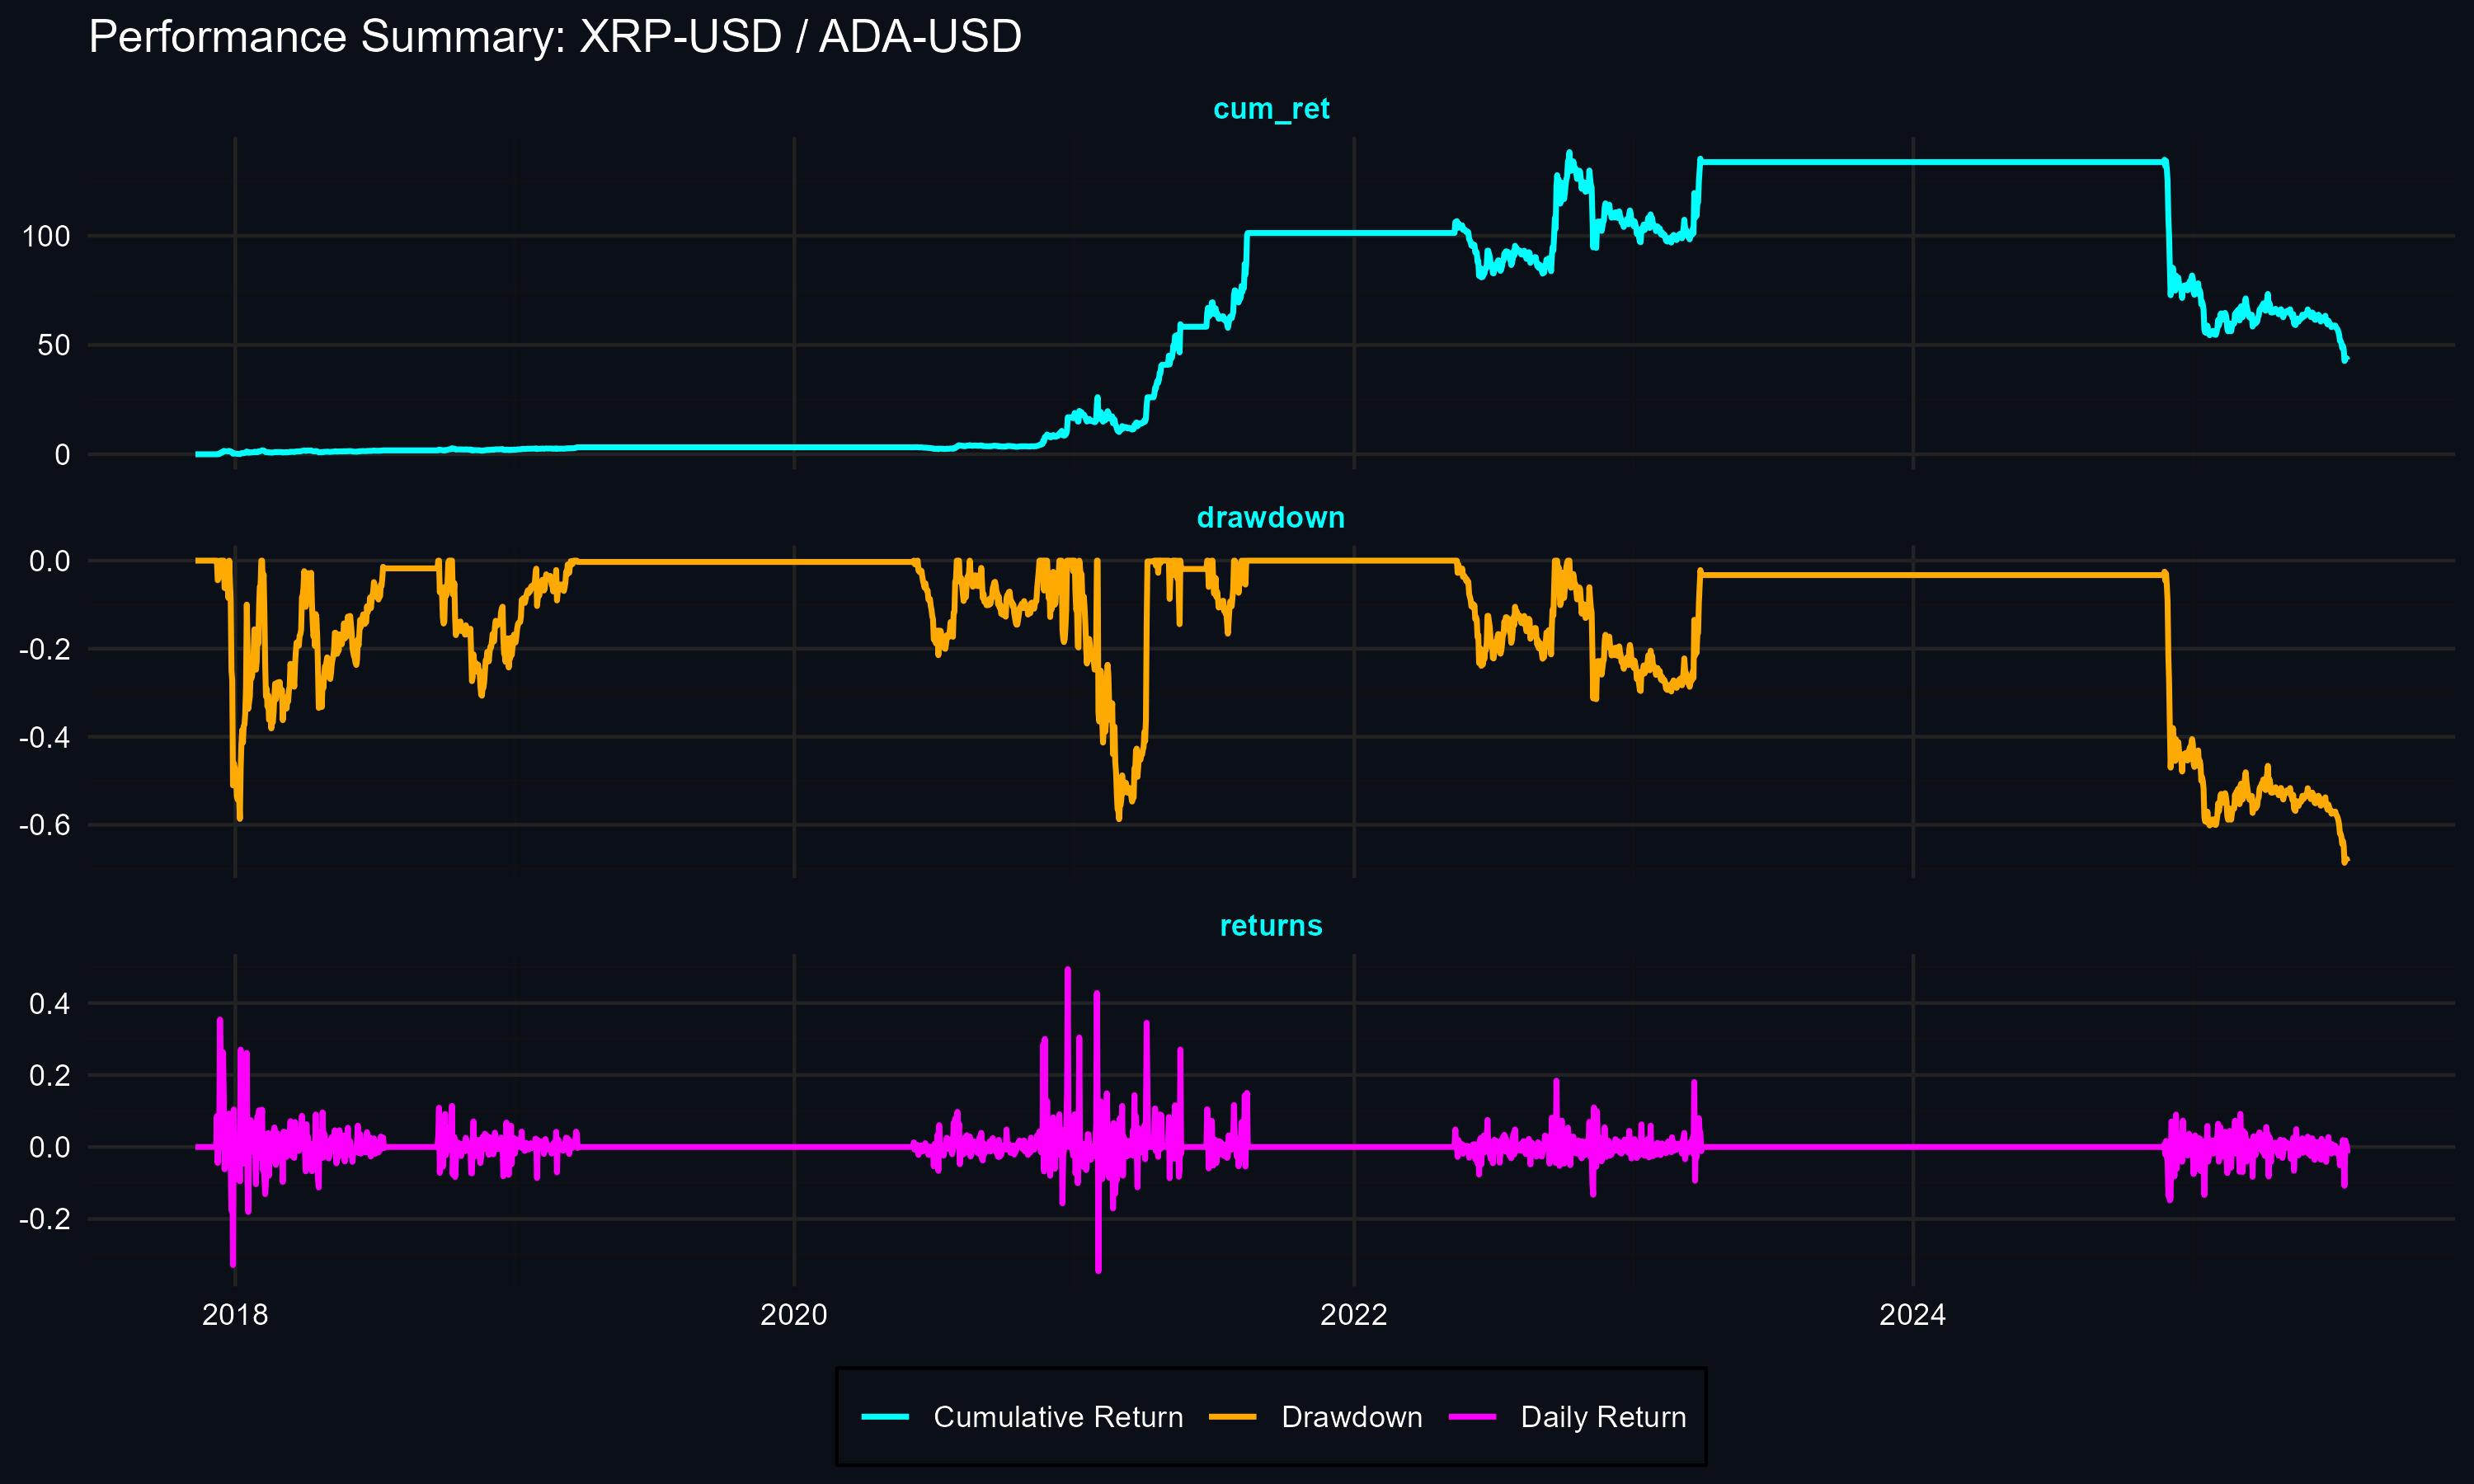 Performance Summary: XRP-USD / ADA-USD
cum_ret
100
50
0
drawdown
0.0
-0.2
-0.4
-0.6
returns
0.4
0.2
0.0
-0.2
2018 2020 2022 2024
Cumulative Return Drawdown Daily Return